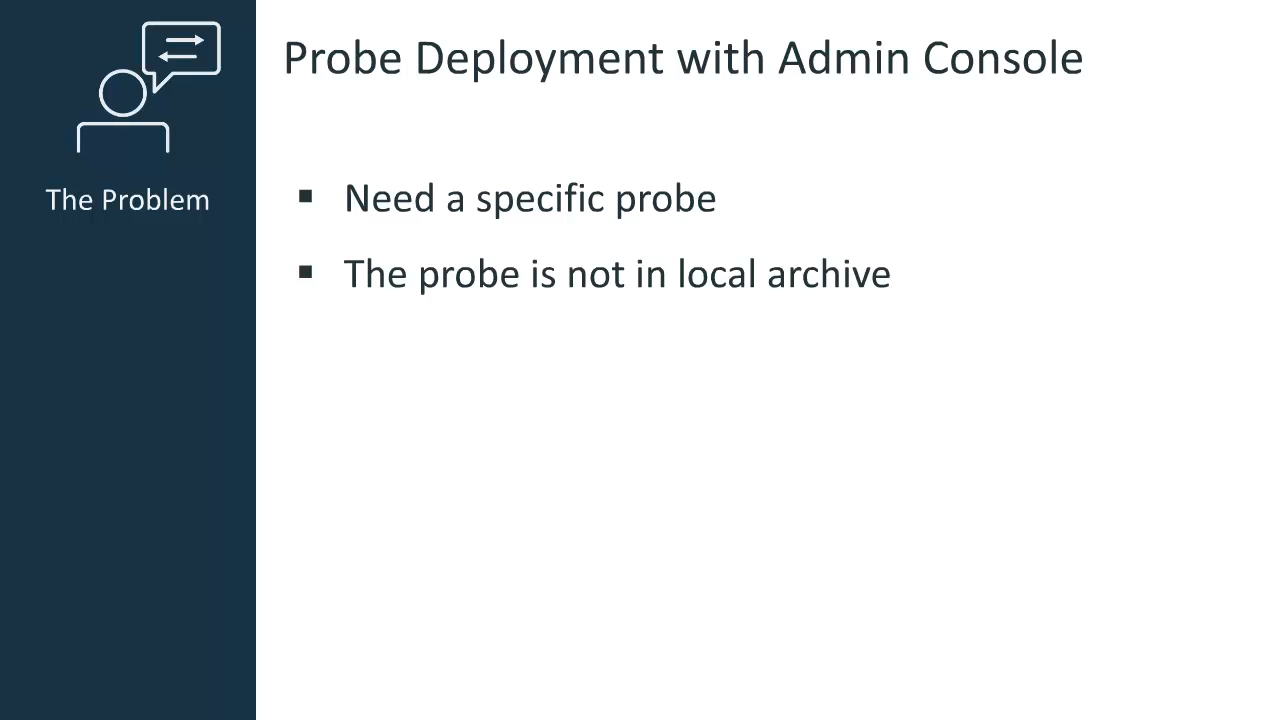 Probe Deployment with Admin Console
The Problem
▪ Need a specific probe
▪ The probe is not in local archive